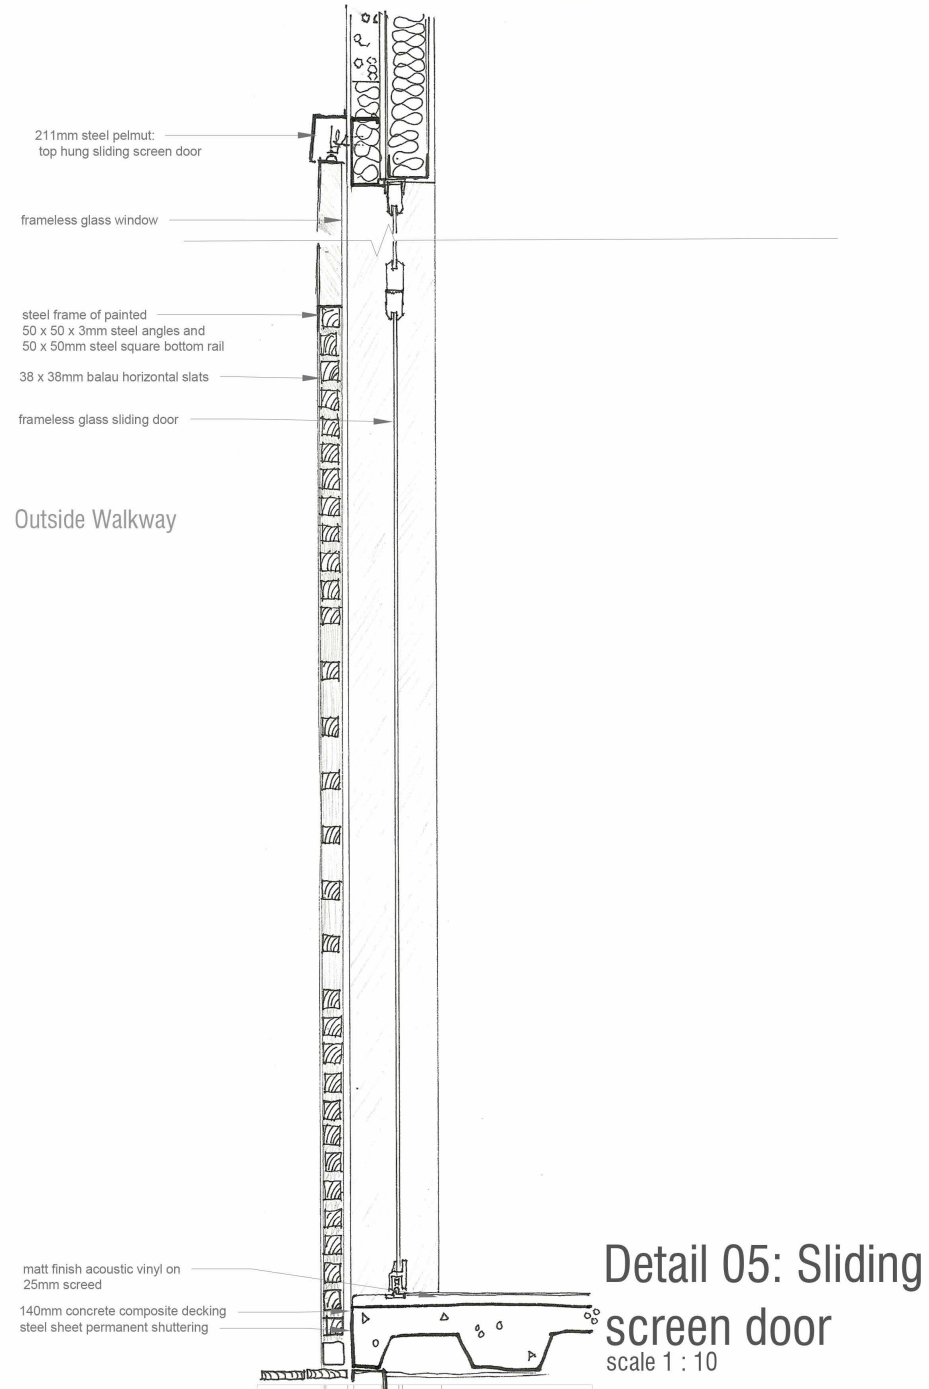 211mm steel pelmut:
top hung sliding screen door
frameless glass window
steel frame of painted
50 x 50 x 3mm steel angles and
50 x 50mm steel square bottom rail
38 x 38mm balau horizontal slats
frameless glass sliding door
Outside Walkway
matt finish acoustic vinyl on
25mm screed
140mm concrete composite decking
steel sheet permanent shuttering
Detail 05: Sliding
screen door
scale 1 : 10